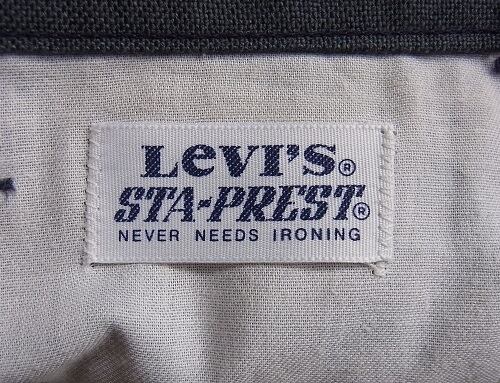 Levi's®
STA-PREST®
NEVER NEEDS IRONING